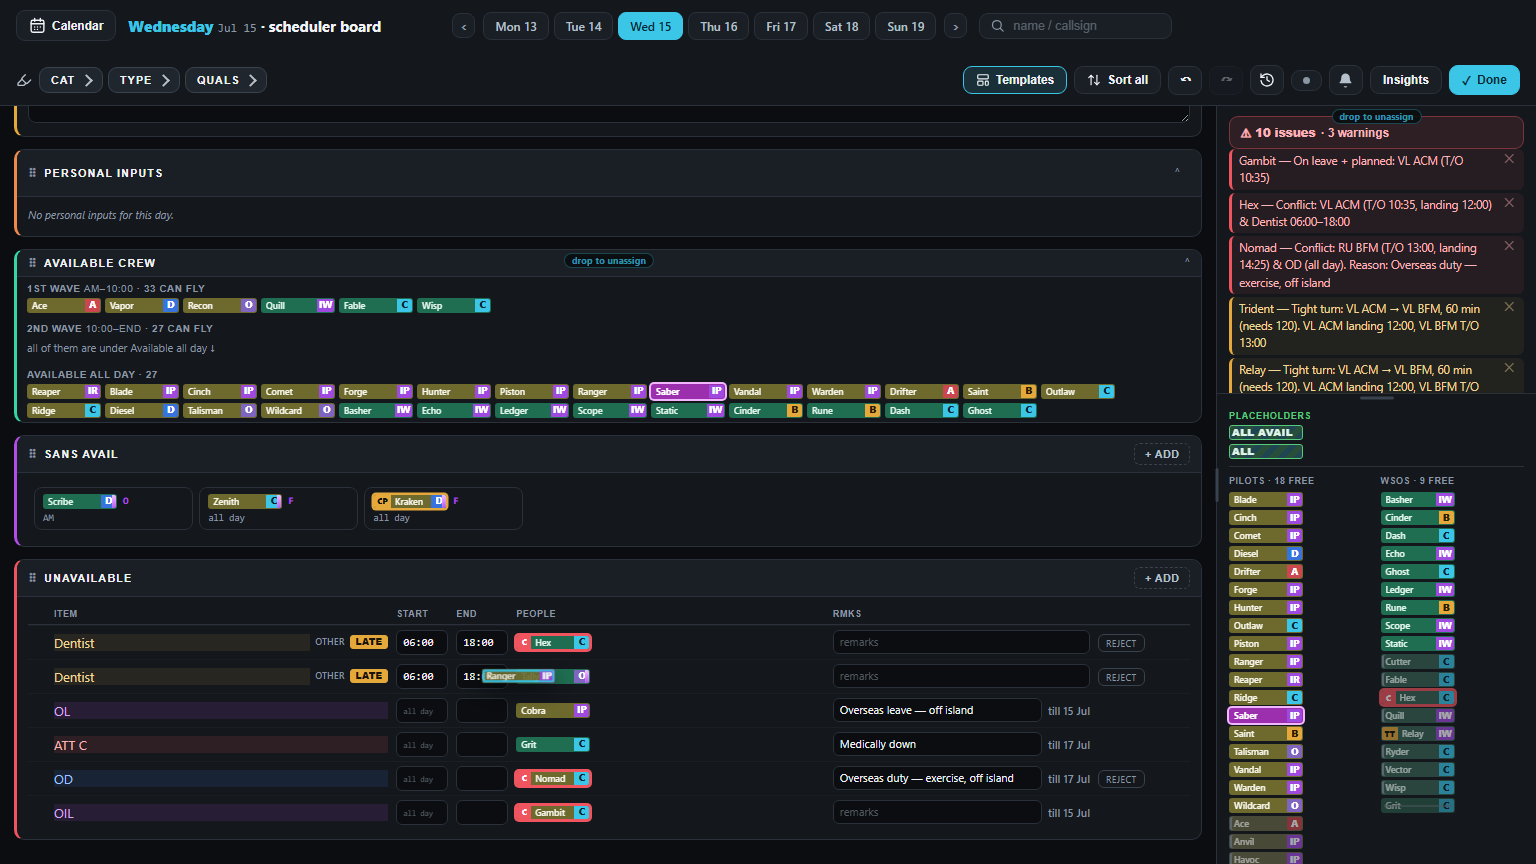 Calendar
Wednesday Jul 15 · scheduler board
‹ Mon 13 Tue 14 Wed 15 Thu 16 Fri 17 Sat 18 Sun 19 ›
name / callsign
CAT TYPE QUALS
Templates Sort all Insights ✓ Done
PERSONAL INPUTS
No personal inputs for this day.
AVAILABLE CREW
drop to unassign
1ST WAVE AM–10:00 · 33 CAN FLY
Ace A Vapor D Recon O Quill IW Fable C Wisp C
2ND WAVE 10:00–END · 27 CAN FLY
all of them are under Available all day ↓
AVAILABLE ALL DAY · 27
Reaper IR Blade IP Cinch IP Comet IP Forge IP Hunter IP Piston IP Ranger IP Saber IP Vandal IP Warden IP Drifter A Saint B Outlaw C
Ridge C Diesel D Talisman O Wildcard O Basher IW Echo IW Ledger IW Scope IW Static IW Cinder B Rune B Dash C Ghost C
SANS AVAIL
+ ADD
Scribe D O
AM
Zenith C F
all day
CP Kraken D F
all day
UNAVAILABLE
+ ADD
ITEM START END PEOPLE RMKS
Dentist OTHER LATE 06:00 18:00 C Hex C remarks REJECT
Dentist OTHER LATE 06:00 18: Ranger IP O remarks REJECT
OL all day Cobra IP Overseas leave — off island till 15 Jul
ATT C all day Grit C Medically down till 17 Jul
OD all day C Nomad C Overseas duty — exercise, off island till 17 Jul REJECT
OIL all day C Gambit C remarks till 15 Jul
drop to unassign
⚠ 10 issues · 3 warnings
Gambit — On leave + planned: VL ACM (T/O
10:35)
Hex — Conflict: VL ACM (T/O 10:35, landing 12:00)
& Dentist 06:00–18:00
Nomad — Conflict: RU BFM (T/O 13:00, landing
14:25) & OD (all day). Reason: Overseas duty —
exercise, off island
Trident — Tight turn: VL ACM → VL BFM, 60 min
(needs 120). VL ACM landing 12:00, VL BFM T/O
13:00
Relay — Tight turn: VL ACM → VL BFM, 60 min
(needs 120). VL ACM landing 12:00, VL BFM T/O
PLACEHOLDERS
ALL AVAIL
ALL
PILOTS · 18 FREE
Blade IP
Cinch IP
Comet IP
Diesel D
Drifter A
Forge IP
Hunter IP
Outlaw C
Piston IP
Ranger IP
Reaper IR
Ridge C
Saber IP
Saint B
Talisman O
Vandal IP
Warden IP
Wildcard O
Ace A
Anvil IP
Havoc IP
WSOS · 9 FREE
Basher IW
Cinder B
Dash C
Echo IW
Ghost C
Ledger IW
Rune B
Scope IW
Static IW
Cutter C
Fable C
C Hex C
Quill IW
TT Relay IW
Ryder C
Vector C
Wisp C
Grit C